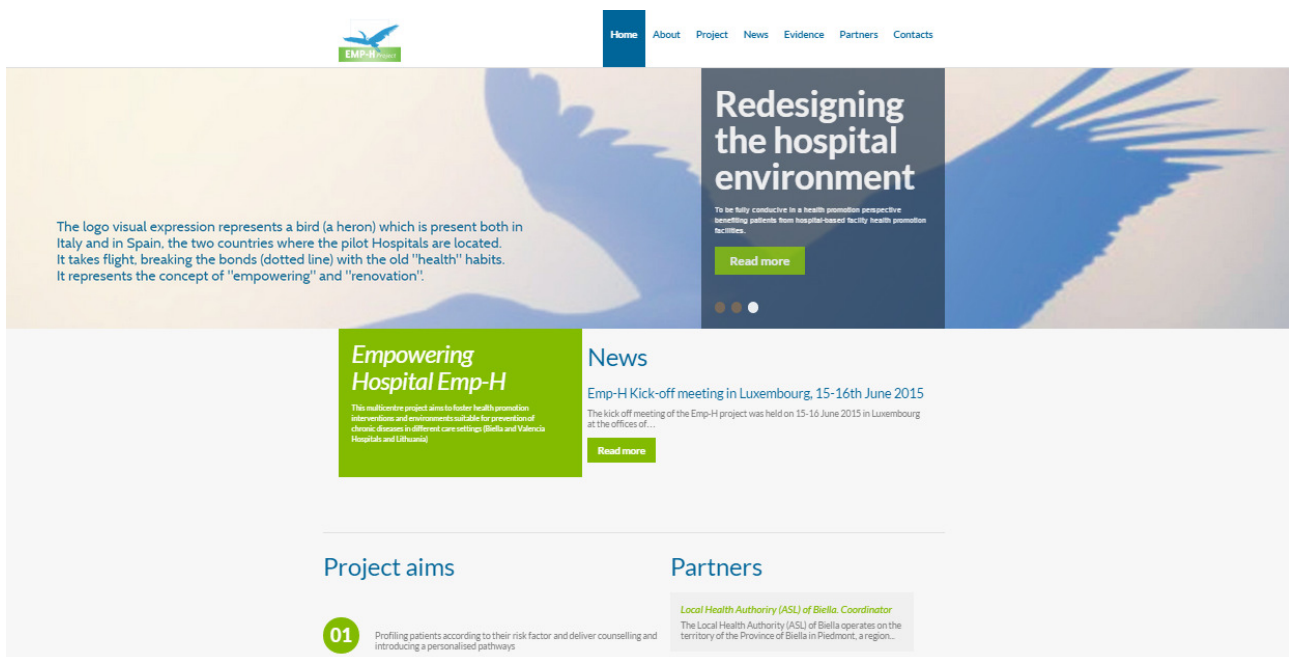 EMP-H Project
Home About Project News Evidence Partners Contacts
Redesigning
the hospital
environment
To be fully conducive in a health promotion perspective
benefiting patients from hospital-based facility health promotion
facilities.
Read more
The logo visual expression represents a bird (a heron) which is present both in
Italy and in Spain, the two countries where the pilot Hospitals are located.
It takes flight, breaking the bonds (dotted line) with the old "health" habits.
It represents the concept of "empowering" and "renovation".
Empowering
Hospital Emp-H
This multicentre project aims to foster health promotion
interventions and environments suitable for prevention of
chronic diseases in different care settings (Biella and Valencia
Hospitals and Lithuania)
News
Emp-H Kick-off meeting in Luxembourg, 15-16th June 2015
The kick off meeting of the Emp-H project was held on 15-16 June 2015 in Luxembourg
at the offices of...
Read more
Project aims
01
Profiling patients according to their risk factor and deliver counselling and
introducing a personalised pathways
Partners
Local Health Authoriry (ASL) of Biella. Coordinator
The Local Health Authority (ASL) of Biella operates on the
territory of the Province of Biella in Piedmont, a region...